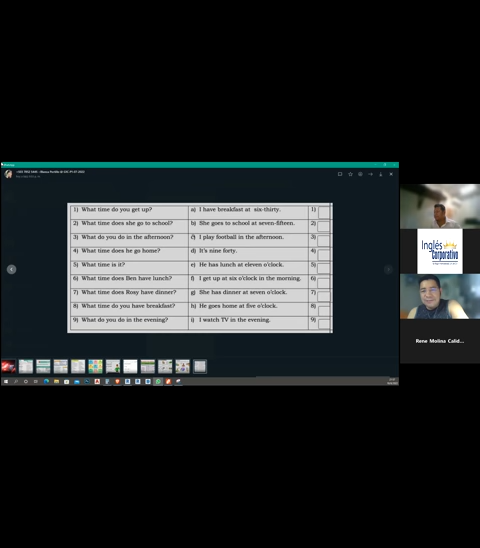 1) What time do you get up? a) I have breakfast at six-thirty. 1)
2) What time does she go to school? b) She goes to school at seven-fifteen. 2)
3) What do you do in the afternoon? c) I play football in the afternoon. 3)
4) What time does he go home? d) It's nine forty. 4)
5) What time is it? e) He has lunch at eleven o'clock. 5)
6) What time does Ben have lunch? f) I get up at six o'clock in the morning. 6)
7) What time does Rosy have dinner? g) She has dinner at seven o'clock. 7)
8) What time do you have breakfast? h) He goes home at five o'clock. 8)
9) What do you do in the evening? i) I watch TV in the evening. 9)
Inglés
Corporativo
Rene Molina Calid...